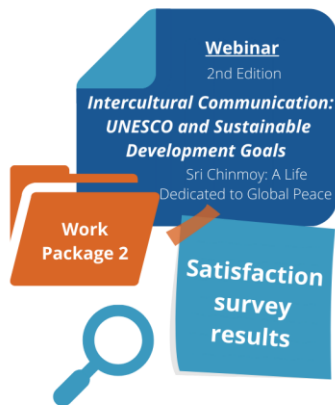 Webinar
2nd Edition
Intercultural Communication:
UNESCO and Sustainable
Development Goals
Sri Chinmoy: A Life
Dedicated to Global Peace
Work
Package 2
Satisfaction
survey
results